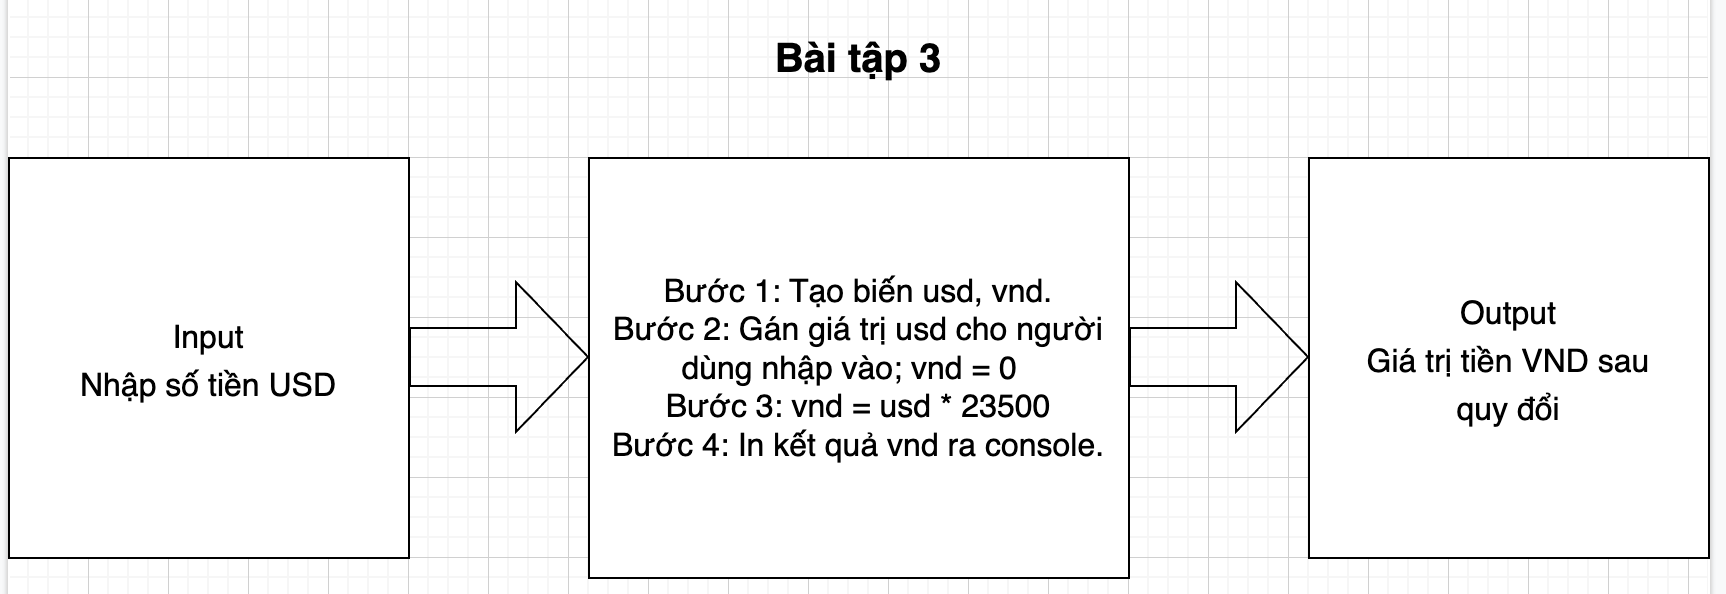 Bài tập 3
Input
Nhập số tiền USD
Bước 1: Tạo biến usd, vnd.
Bước 2: Gán giá trị usd cho người
dùng nhập vào; vnd = 0
Bước 3: vnd = usd * 23500
Bước 4: In kết quả vnd ra console.
Output
Giá trị tiền VND sau
quy đổi